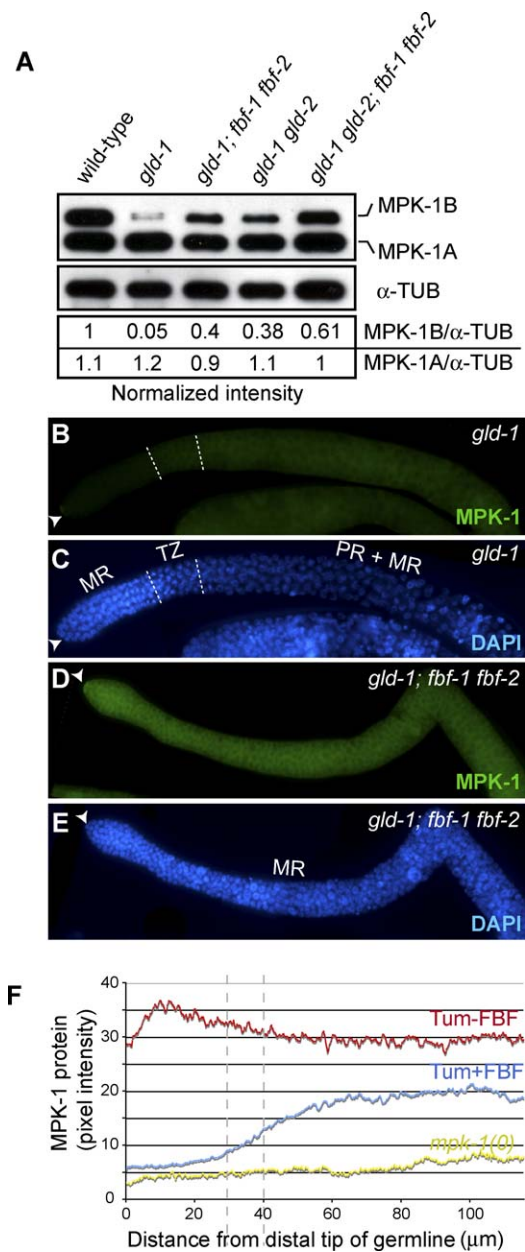 A
wild-type
gld-1
gld-1; fbf-1 fbf-2
gld-1 gld-2
gld-1 gld-2; fbf-1 fbf-2
MPK-1B
MPK-1A
α-TUB
1 0.05 0.4 0.38 0.61 MPK-1B/α-TUB
1.1 1.2 0.9 1.1 1 MPK-1A/α-TUB
Normalized intensity
B gld-1
MPK-1
C gld-1
MR TZ PR + MR
DAPI
D gld-1; fbf-1 fbf-2
MPK-1
E gld-1; fbf-1 fbf-2
MR
DAPI
F
MPK-1 protein
(pixel intensity)
40
30
20
10
0
Tum-FBF
Tum+FBF
mpk-1(0)
0 20 40 60 80 100
Distance from distal tip of germline (μm)